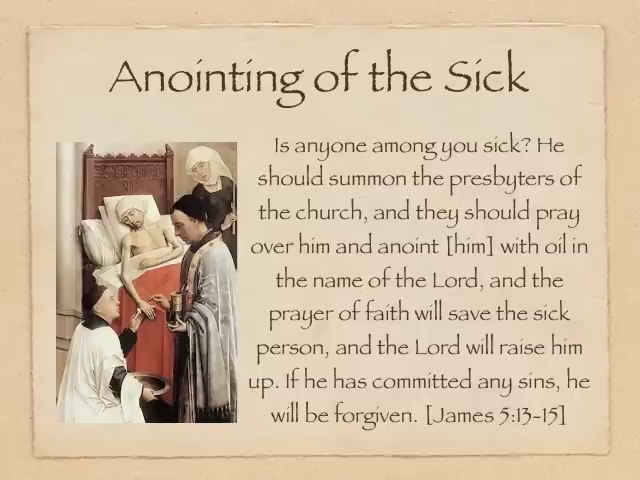 Anointing of the Sick
Is anyone among you sick? He
should summon the presbyters of
the church, and they should pray
over him and anoint [him] with oil in
the name of the Lord, and the
prayer of faith will save the sick
person, and the Lord will raise him
up. If he has committed any sins, he
will be forgiven. [James 5:13-15]